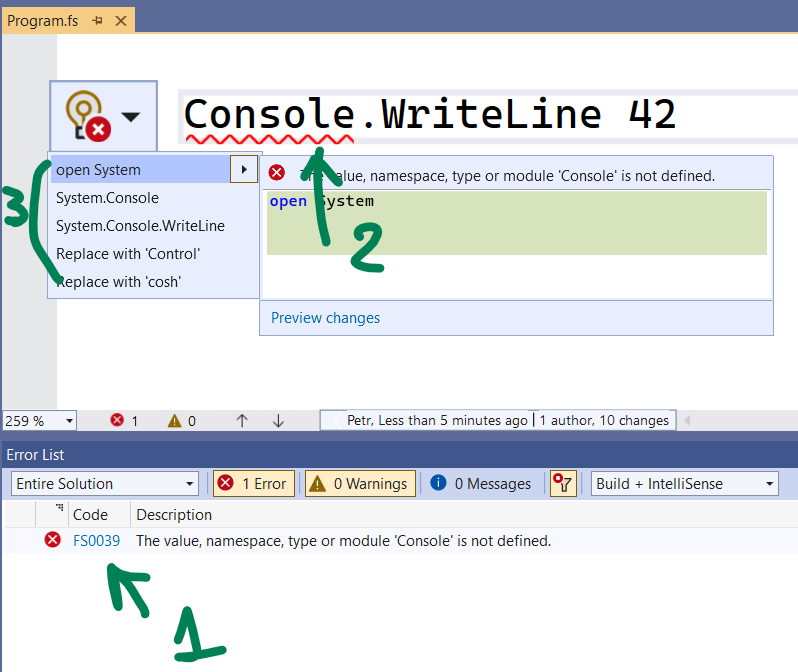 Program.fs
Console.WriteLine 42
3
open System
System.Console
System.Console.WriteLine
Replace with 'Control'
Replace with 'cosh'
The value, namespace, type or module 'Console' is not defined.
open System
2
Preview changes
259 % 1 0 Petr, Less than 5 minutes ago | 1 author, 10 changes
Error List
Entire Solution 1 Error 0 Warnings 0 Messages Build + IntelliSense
Code Description
FS0039 The value, namespace, type or module 'Console' is not defined.
1